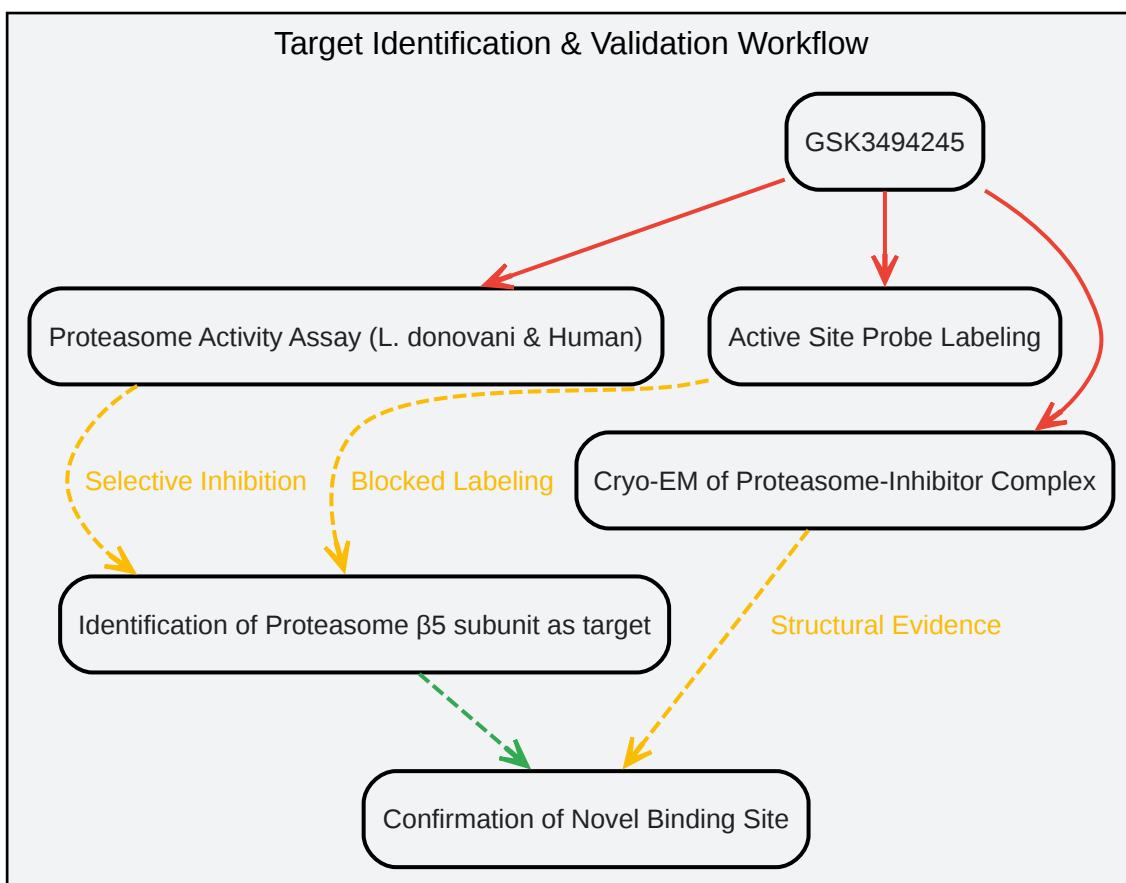 Target Identification & Validation Workflow
GSK3494245
Proteasome Activity Assay (L. donovani & Human)
Active Site Probe Labeling
Selective Inhibition
Blocked Labeling
Cryo-EM of Proteasome-Inhibitor Complex
Identification of Proteasome β5 subunit as target
Structural Evidence
Confirmation of Novel Binding Site